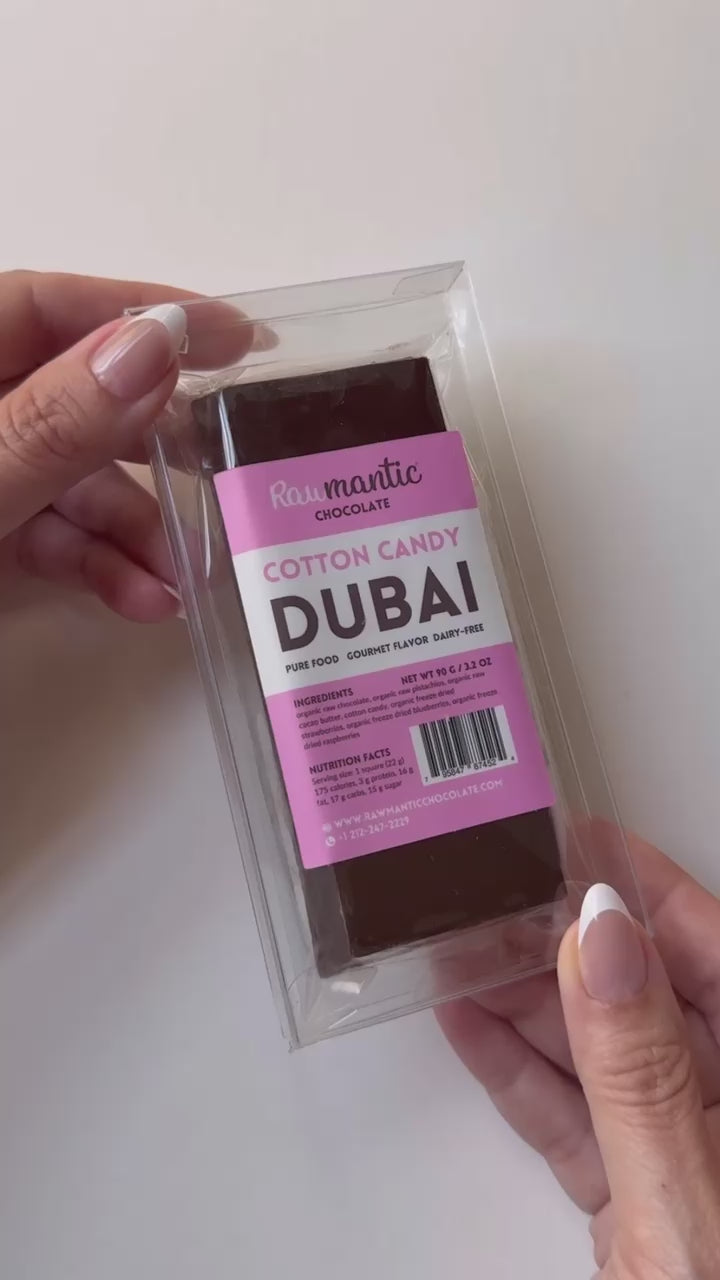 Rawmantic
CHOCOLATE
COTTON CANDY
DUBAI
PURE FOOD GOURMET FLAVOR DAIRY-FREE
NET WT 90 G / 3.2 OZ
INGREDIENTS
organic raw chocolate, organic raw pistachios, organic raw
cacao butter, cotton candy, organic freeze dried
strawberries, organic freeze dried blueberries, organic freeze
dried raspberries
NUTRITION FACTS
Serving size: 1 square (22 g)
175 calories, 3 g protein, 16 g
fat, 17 g carbs, 15 g sugar
7 95847 87452
WWW.RAWMANTICCHOCOLATE.COM
+1 212-247-2229